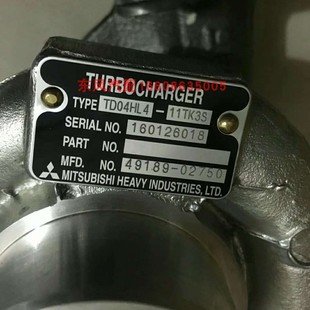 TURBOCHARGER
TYPE TD04HL4 - 11TK3S
SERIAL NO. 160126018
PART NO.
MFD. NO. 49189-02750
MITSUBISHI HEAVY INDUSTRIES, LTD.